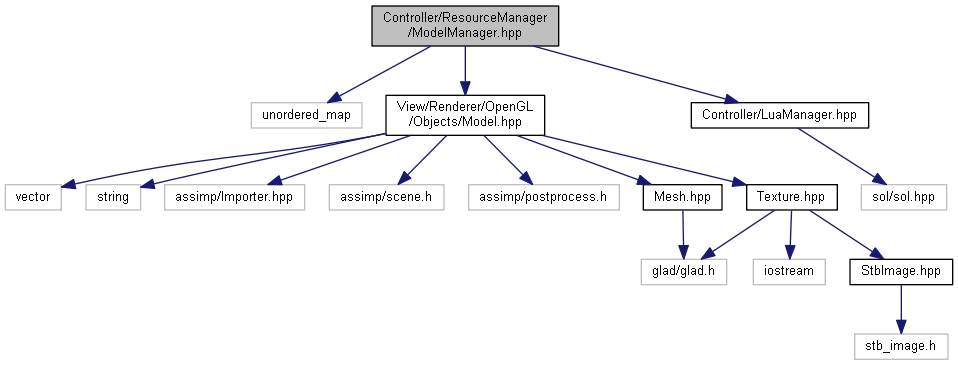 Controller/ResourceManager
/ModelManager.hpp
unordered_map
View/Renderer/OpenGL
/Objects/Model.hpp
Controller/LuaManager.hpp
vector
string
assimp/Importer.hpp
assimp/scene.h
assimp/postprocess.h
Mesh.hpp
Texture.hpp
sol/sol.hpp
glad/glad.h
iostream
StbImage.hpp
stb_image.h